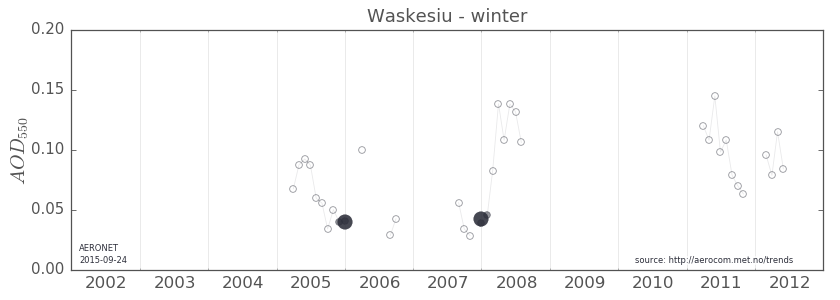 Waskesiu - winter
0.20
0.15
0.10
0.05
0.00
AOD550
AERONET
2015-09-24
source: http://aerocom.met.no/trends
2002 2003 2004 2005 2006 2007 2008 2009 2010 2011 2012